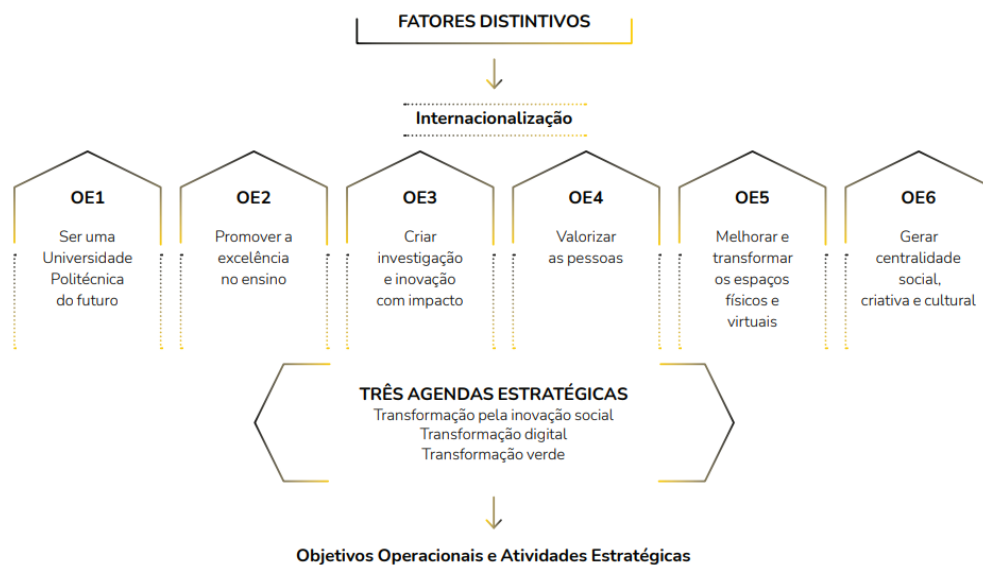 FATORES DISTINTIVOS
Internacionalização
OE1
Ser uma
Universidade
Politécnica
do futuro
OE2
Promover a
excelência
no ensino
OE3
Criar
investigação
e inovação
com impacto
OE4
Valorizar
as pessoas
OE5
Melhorar e
transformar
os espaços
físicos e
virtuais
OE6
Gerar
centralidade
social,
criativa e cultural
TRÊS AGENDAS ESTRATÉGICAS
Transformação pela inovação social
Transformação digital
Transformação verde
Objetivos Operacionais e Atividades Estratégicas